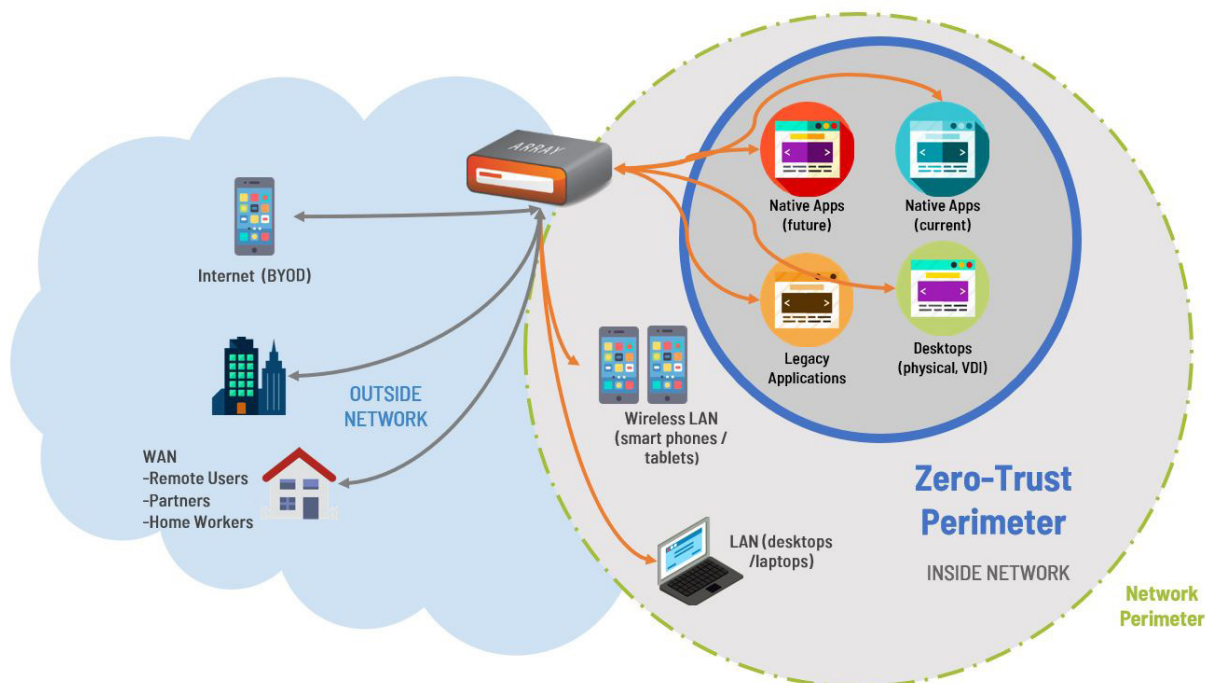 ARRAY
Native Apps
(future)
Native Apps
(current)
Internet (BYOD)
Legacy
Applications
Desktops
(physical, VDI)
OUTSIDE
NETWORK
Wireless LAN
(smart phones /
tablets)
WAN
-Remote Users
-Partners
-Home Workers
Zero-Trust
Perimeter
LAN (desktops
/laptops)
INSIDE NETWORK
Network
Perimeter